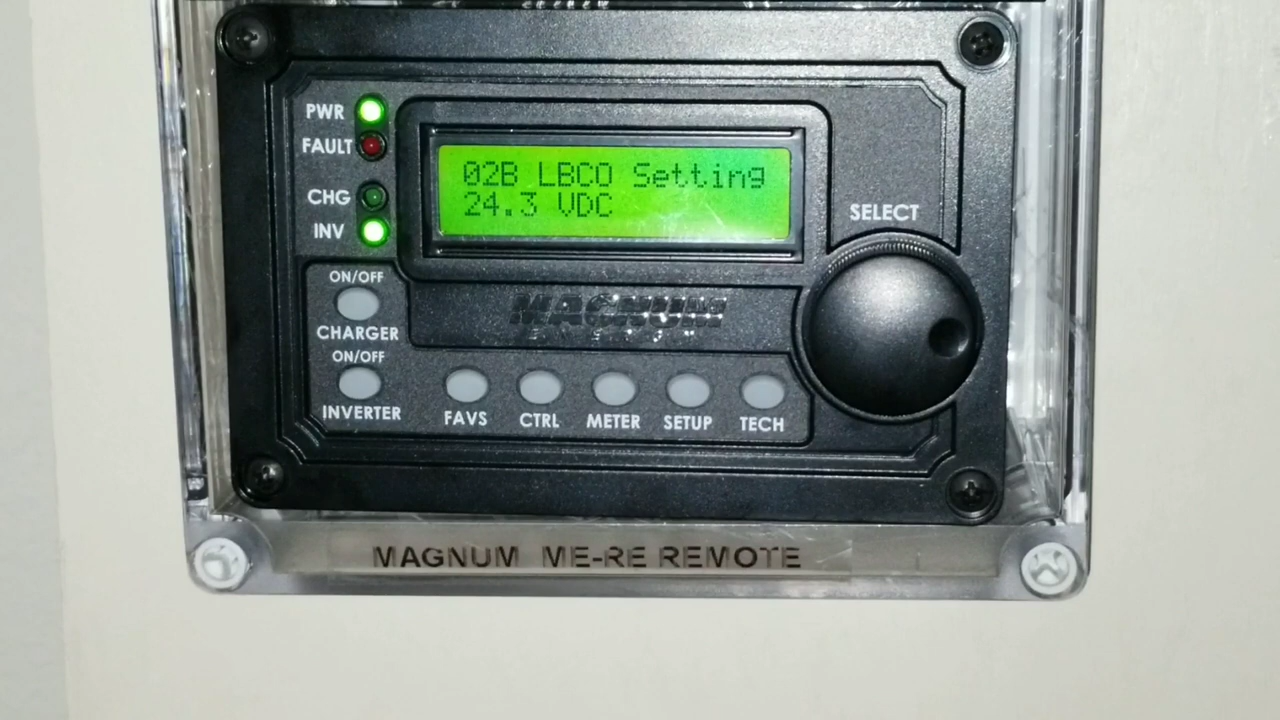 PWR
FAULT
CHG
INV
02B LBCO Setting
24.3 VDC
SELECT
ON/OFF
CHARGER
ON/OFF
INVERTER
MAGNUM
FAVS
CTRL
METER
SETUP
TECH
MAGNUM ME-RE REMOTE